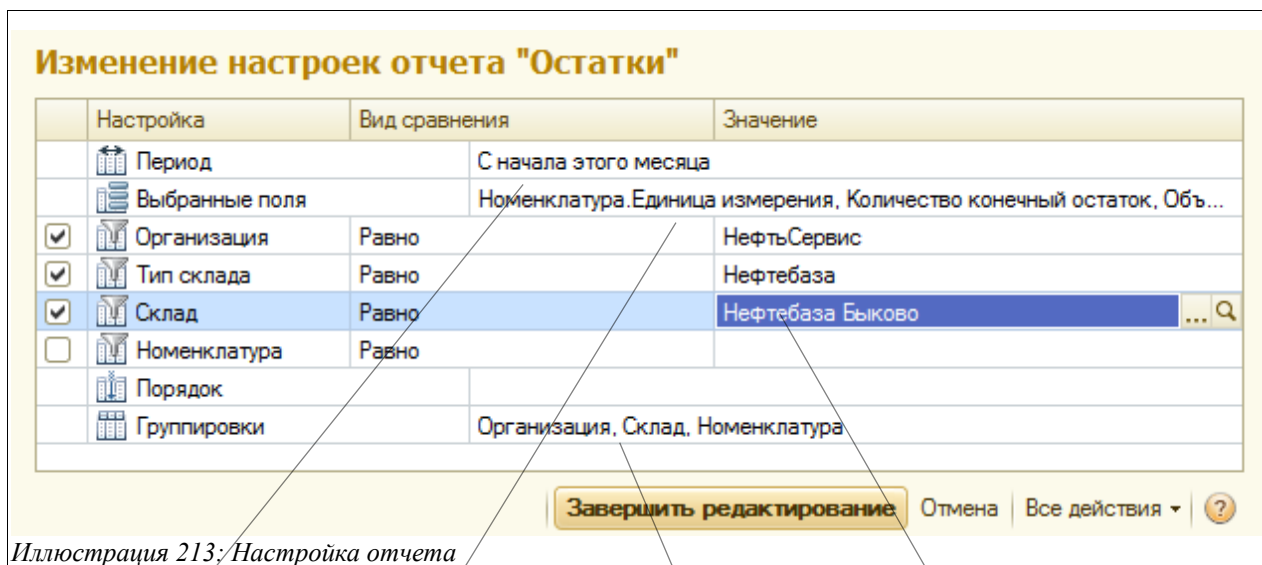 Изменение настроек отчета "Остатки"
Настройка Вид сравнения Значение
Период С начала этого месяца
Выбранные поля Номенклатура.Единица измерения, Количество конечный остаток, Объ...
Организация Равно НефтьСервис
Тип склада Равно Нефтебаза
Склад Равно Нефтебаза Быково ...
Номенклатура Равно
Порядок
Группировки Организация, Склад, Номенклатура
Завершить редактирование Отмена Все действия ?
Иллюстрация 213: Настройка отчета